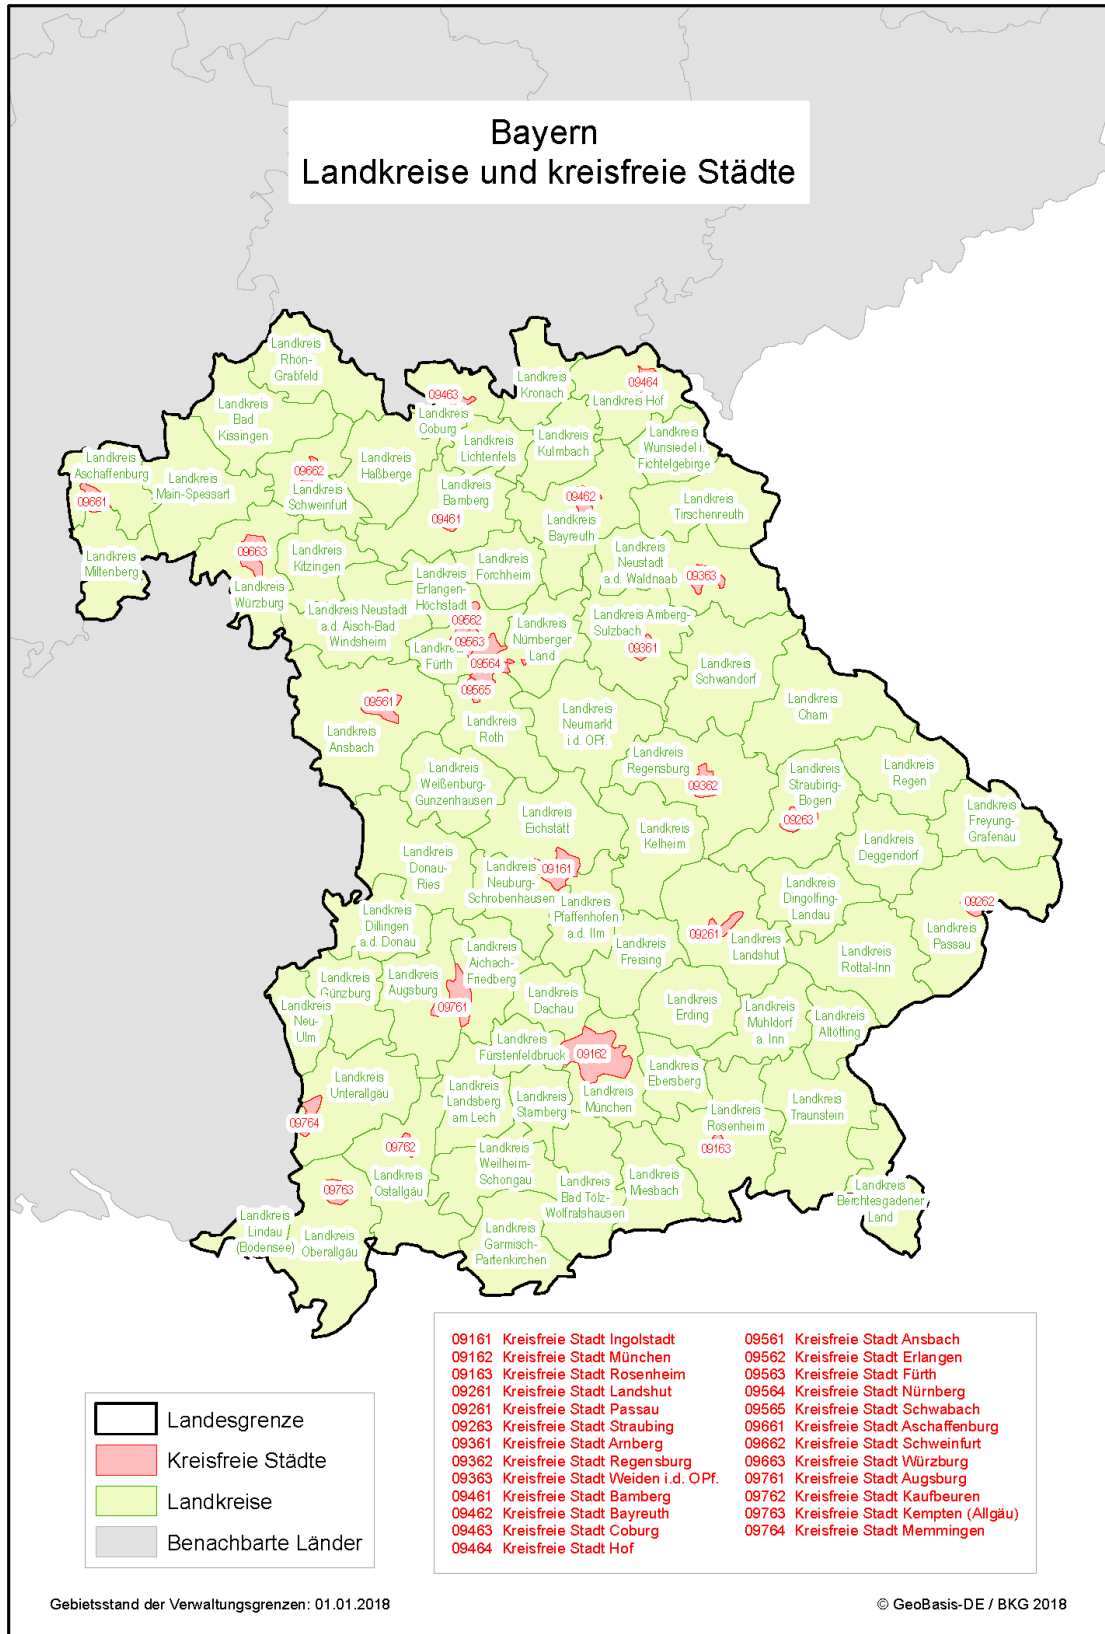 Bayern
Landkreise und kreisfreie Städte
Landkreis
Rhön-
Grabfeld
Landkreis
Bad
Kissingen
Landkreis
Aschaffenburg
09661
Landkreis
Main-Spessart
Landkreis
Miltenberg
09662
Landkreis
Schweinfurt
Landkreis
Haßberge
09663
Landkreis
Würzburg
Landkreis
Kitzingen
09463
Landkreis
Coburg
Landkreis
Kronach
09464
Landkreis Hof
Landkreis
Lichtenfels
Landkreis
Kulmbach
Landkreis
Wunsiedel i.
Fichtelgebirge
Landkreis
Bamberg
09461
09462
Landkreis
Bayreuth
Landkreis
Tirschenreuth
Landkreis
Forchheim
Landkreis
Neustadt
a.d. Waldnaab
09363
Landkreis
Erlangen-
Höchstadt
09562
Landkreis Neustadt
a.d. Aisch-Bad
Windsheim
09563
Landkreis
Fürth
09564
09565
Landkreis
Nürnberger
Land
Landkreis Amberg-
Sulzbach
09361
Landkreis
Schwandorf
Landkreis
Cham
09561
Landkreis
Ansbach
Landkreis
Roth
Landkreis
Neumarkt
i.d. OPf.
Landkreis
Regensburg
09362
Landkreis
Weißenburg-
Gunzenhausen
Landkreis
Eichstätt
Landkreis
Kelheim
Landkreis
Straubing-
Bogen
09263
Landkreis
Regen
Landkreis
Freyung-
Grafenau
Landkreis
Deggendorf
Landkreis
Donau-
Ries
Landkreis
Neuburg-
Schrobenhausen
09161
Landkreis
Pfaffenhofen
a.d. Ilm
Landkreis
Dingolfing-
Landau
09262
Landkreis
Passau
Landkreis
Dillingen
a.d. Donau
Landkreis
Aichach-
Friedberg
Landkreis
Freising
09261
Landkreis
Landshut
Landkreis
Rottal-Inn
Landkreis
Günzburg
Landkreis
Augsburg
09761
Landkreis
Dachau
Landkreis
Erding
Landkreis
Mühldorf
a. Inn
Landkreis
Altötting
Landkreis
Neu-
Ulm
Landkreis
Fürstenfeldbruck
09162
Landkreis
Ebersberg
Landkreis
Unterallgäu
Landkreis
Landsberg
am Lech
Landkreis
Starnberg
Landkreis
München
Landkreis
Rosenheim
09163
Landkreis
Traunstein
09764
09762
Landkreis
Ostallgäu
09763
Landkreis
Weilheim-
Schongau
Landkreis
Bad Tölz-
Wolfratshausen
Landkreis
Miesbach
Landkreis
Berchtesgadener
Land
Landkreis
Lindau
(Bodensee)
Landkreis
Oberallgäu
Landkreis
Garmisch-
Partenkirchen
Landesgrenze
Kreisfreie Städte
Landkreise
Benachbarte Länder
09161 Kreisfreie Stadt Ingolstadt
09162 Kreisfreie Stadt München
09163 Kreisfreie Stadt Rosenheim
09261 Kreisfreie Stadt Landshut
09261 Kreisfreie Stadt Passau
09263 Kreisfreie Stadt Straubing
09361 Kreisfreie Stadt Arnberg
09362 Kreisfreie Stadt Regensburg
09363 Kreisfreie Stadt Weiden i.d. OPf.
09461 Kreisfreie Stadt Bamberg
09462 Kreisfreie Stadt Bayreuth
09463 Kreisfreie Stadt Coburg
09464 Kreisfreie Stadt Hof
09561 Kreisfreie Stadt Ansbach
09562 Kreisfreie Stadt Erlangen
09563 Kreisfreie Stadt Fürth
09564 Kreisfreie Stadt Nürnberg
09565 Kreisfreie Stadt Schwabach
09661 Kreisfreie Stadt Aschaffenburg
09662 Kreisfreie Stadt Schweinfurt
09663 Kreisfreie Stadt Würzburg
09761 Kreisfreie Stadt Augsburg
09762 Kreisfreie Stadt Kaufbeuren
09763 Kreisfreie Stadt Kempten (Allgäu)
09764 Kreisfreie Stadt Memmingen
Gebietsstand der Verwaltungsgrenzen: 01.01.2018
© GeoBasis-DE / BKG 2018